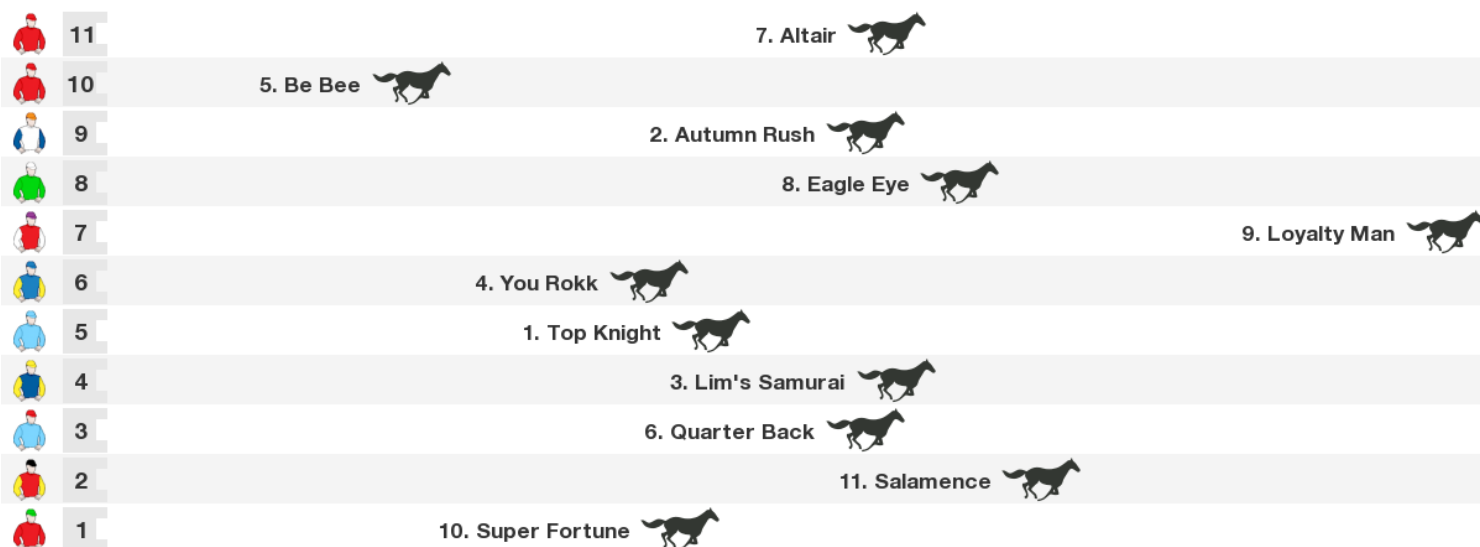 11 7. Altair
10 5. Be Bee
9 2. Autumn Rush
8 8. Eagle Eye
7 9. Loyalty Man
6 4. You Rokk
5 1. Top Knight
4 3. Lim's Samurai
3 6. Quarter Back
2 11. Salamence
1 10. Super Fortune